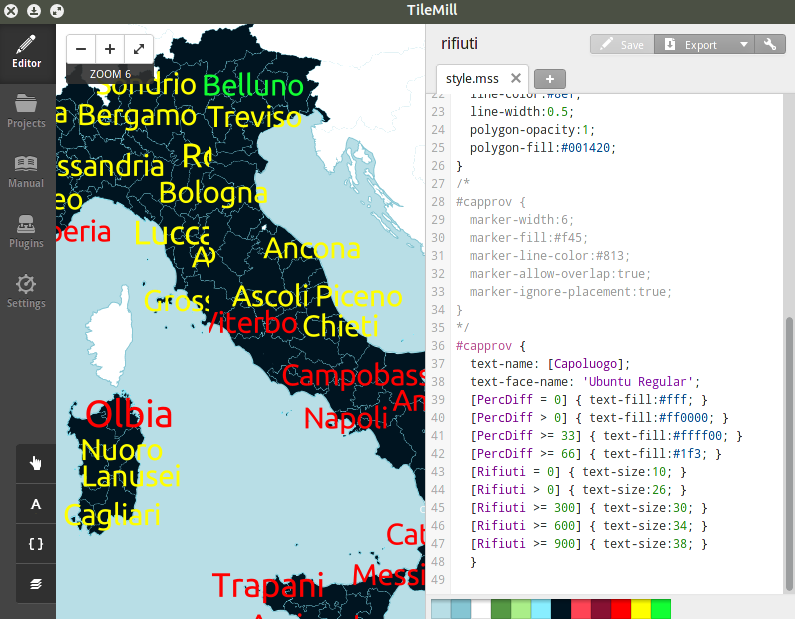 TileMill
Editor
Projects
Manual
Plugins
Settings
A
{ }
ZOOM 6
Sondrio
Belluno
Bergamo
Treviso
ssandria
Bologna
eo
peria
Lucca
Ancona
Gross
Ascoli Piceno
Viterbo
Chieti
Campobass
An
Napoli
Olbia
Nuoro
Lanusei
Cagliari
Cat
Messi
Trapani
rifiuti
Save
Export
style.mss
+
23 line-width:0.5;
24 polygon-opacity:1;
25 polygon-fill:#001420;
26 }
27 /*
28 #capprov {
29 marker-width:6;
30 marker-fill:#f45;
31 marker-line-color:#813;
32 marker-allow-overlap:true;
33 marker-ignore-placement:true;
34 }
35 */
36 #capprov {
37 text-name: [Capoluogo];
38 text-face-name: 'Ubuntu Regular';
39 [PercDiff = 0] { text-fill:#fff; }
40 [PercDiff > 0] { text-fill:#ff0000; }
41 [PercDiff >= 33] { text-fill:#ffff00; }
42 [PercDiff >= 66] { text-fill:#1f3; }
43 [Rifiuti = 0] { text-size:10; }
44 [Rifiuti > 0] { text-size:26; }
45 [Rifiuti >= 300] { text-size:30; }
46 [Rifiuti >= 600] { text-size:34; }
47 [Rifiuti >= 900] { text-size:38; }
48 }
49